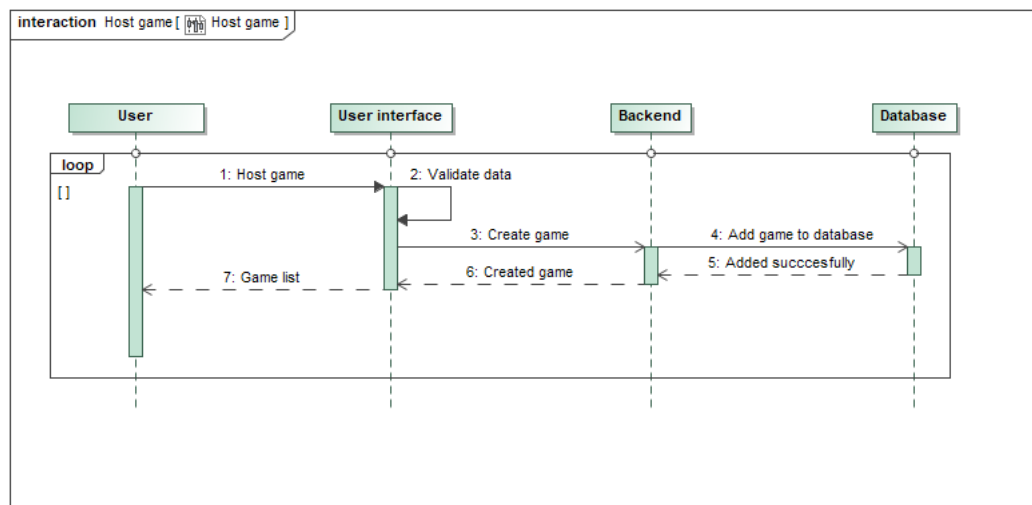 interaction Host game [ Host game ]
User
User interface
Backend
Database
loop
[ ]
1: Host game
2: Validate data
3: Create game
4: Add game to database
5: Added succcesfully
6: Created game
7: Game list